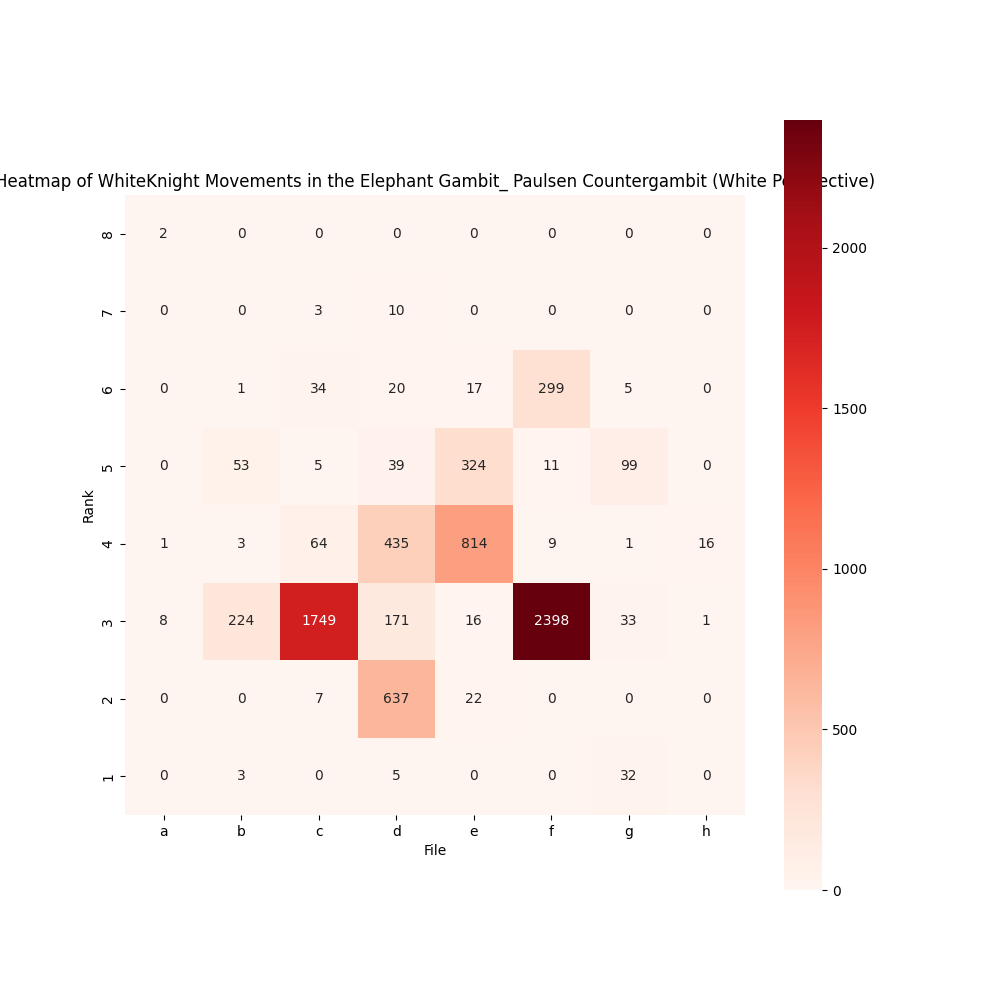 Heatmap of WhiteKnight Movements in the Elephant Gambit_ Paulsen Countergambit (White P ective)
8 2 0 0 0 0 0 0 0
7 0 0 3 10 0 0 0 0
6 0 1 34 20 17 299 5 0
5 0 53 5 39 324 11 99 0
4 1 3 64 435 814 9 1 16
3 8 224 1749 171 16 2398 33 1
2 0 0 7 637 22 0 0 0
1 0 3 0 5 0 0 32 0
a b c d e f g h
File
Rank
2000
1500
1000
500
0